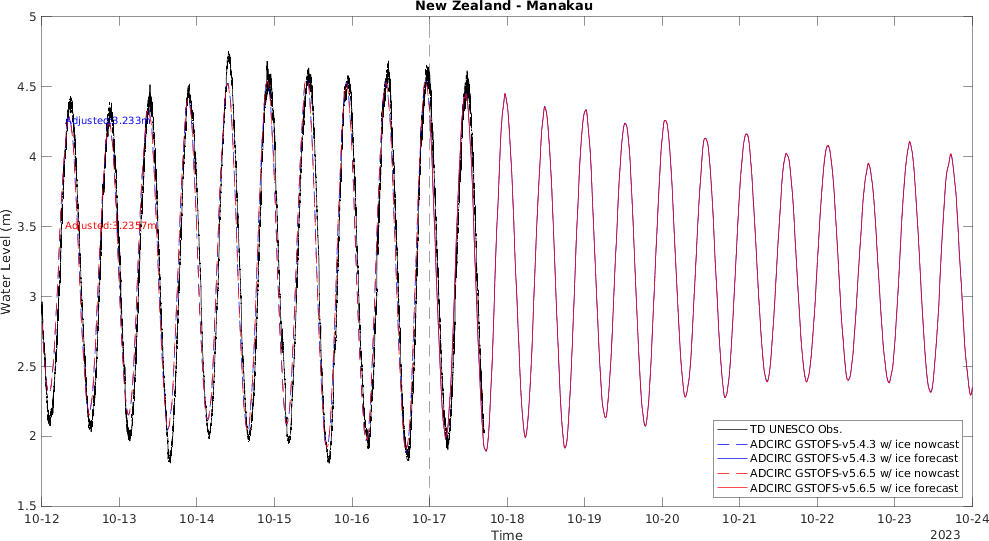 New Zealand - Manakau
5
4.5
4
3.5
3
2.5
2
1.5
Water Level (m)
Adjusted:3.233m
Adjusted:3.2357m
TD UNESCO Obs.
ADCIRC GSTOFS-v5.4.3 w/ ice nowcast
ADCIRC GSTOFS-v5.4.3 w/ ice forecast
ADCIRC GSTOFS-v5.6.5 w/ ice nowcast
ADCIRC GSTOFS-v5.6.5 w/ ice forecast
10-12 10-13 10-14 10-15 10-16 10-17 10-18 10-19 10-20 10-21 10-22 10-23 10-24
Time
2023